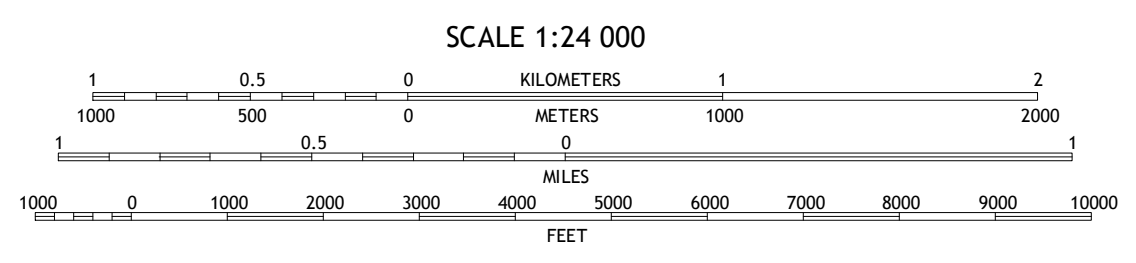 SCALE 1:24 000
1 0.5 0 KILOMETERS 1 2
1000 500 0 METERS 1000 2000
1 0.5 0 1
MILES
1000 0 1000 2000 3000 4000 5000 6000 7000 8000 9000 10000
FEET